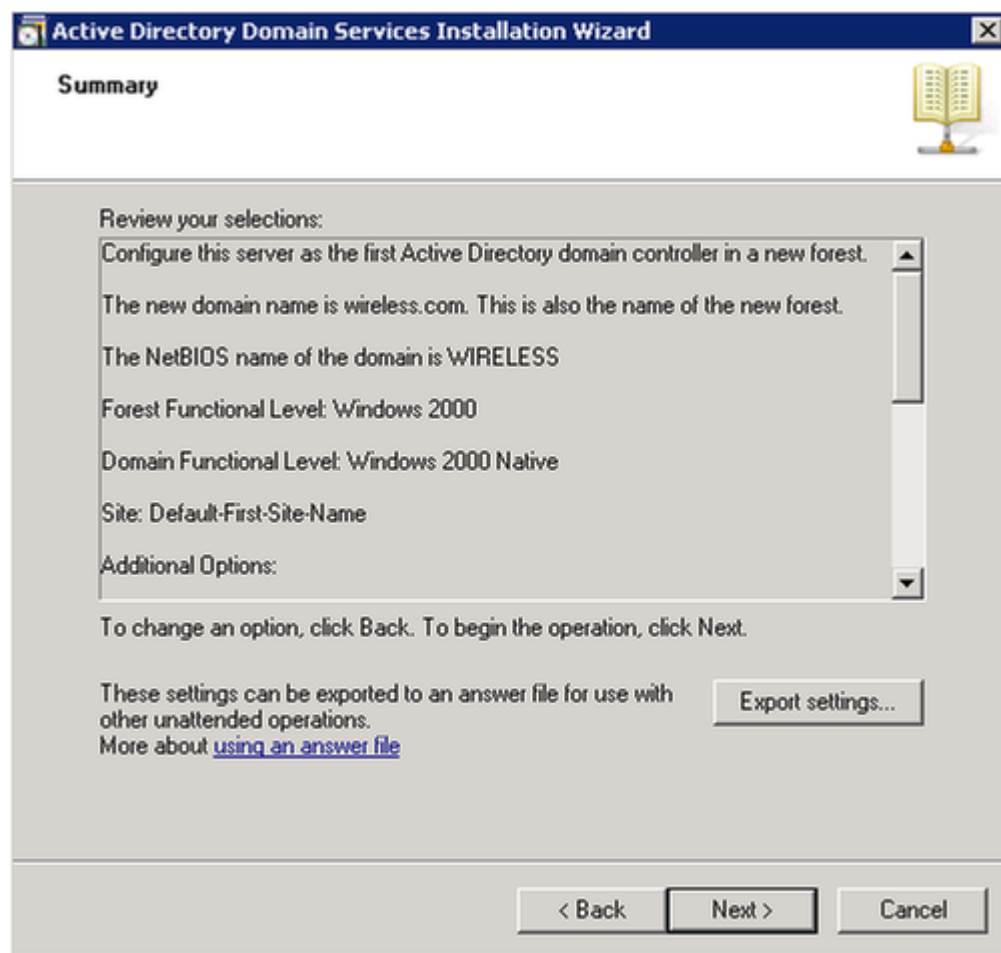 Active Directory Domain Services Installation Wizard
Summary
Review your selections:
Configure this server as the first Active Directory domain controller in a new forest.
The new domain name is wireless.com. This is also the name of the new forest.
The NetBIOS name of the domain is WIRELESS
Forest Functional Level: Windows 2000
Domain Functional Level: Windows 2000 Native
Site: Default-First-Site-Name
Additional Options:
To change an option, click Back. To begin the operation, click Next.
These settings can be exported to an answer file for use with
other unattended operations.
More about using an answer file
Export settings...
< Back
Next >
Cancel